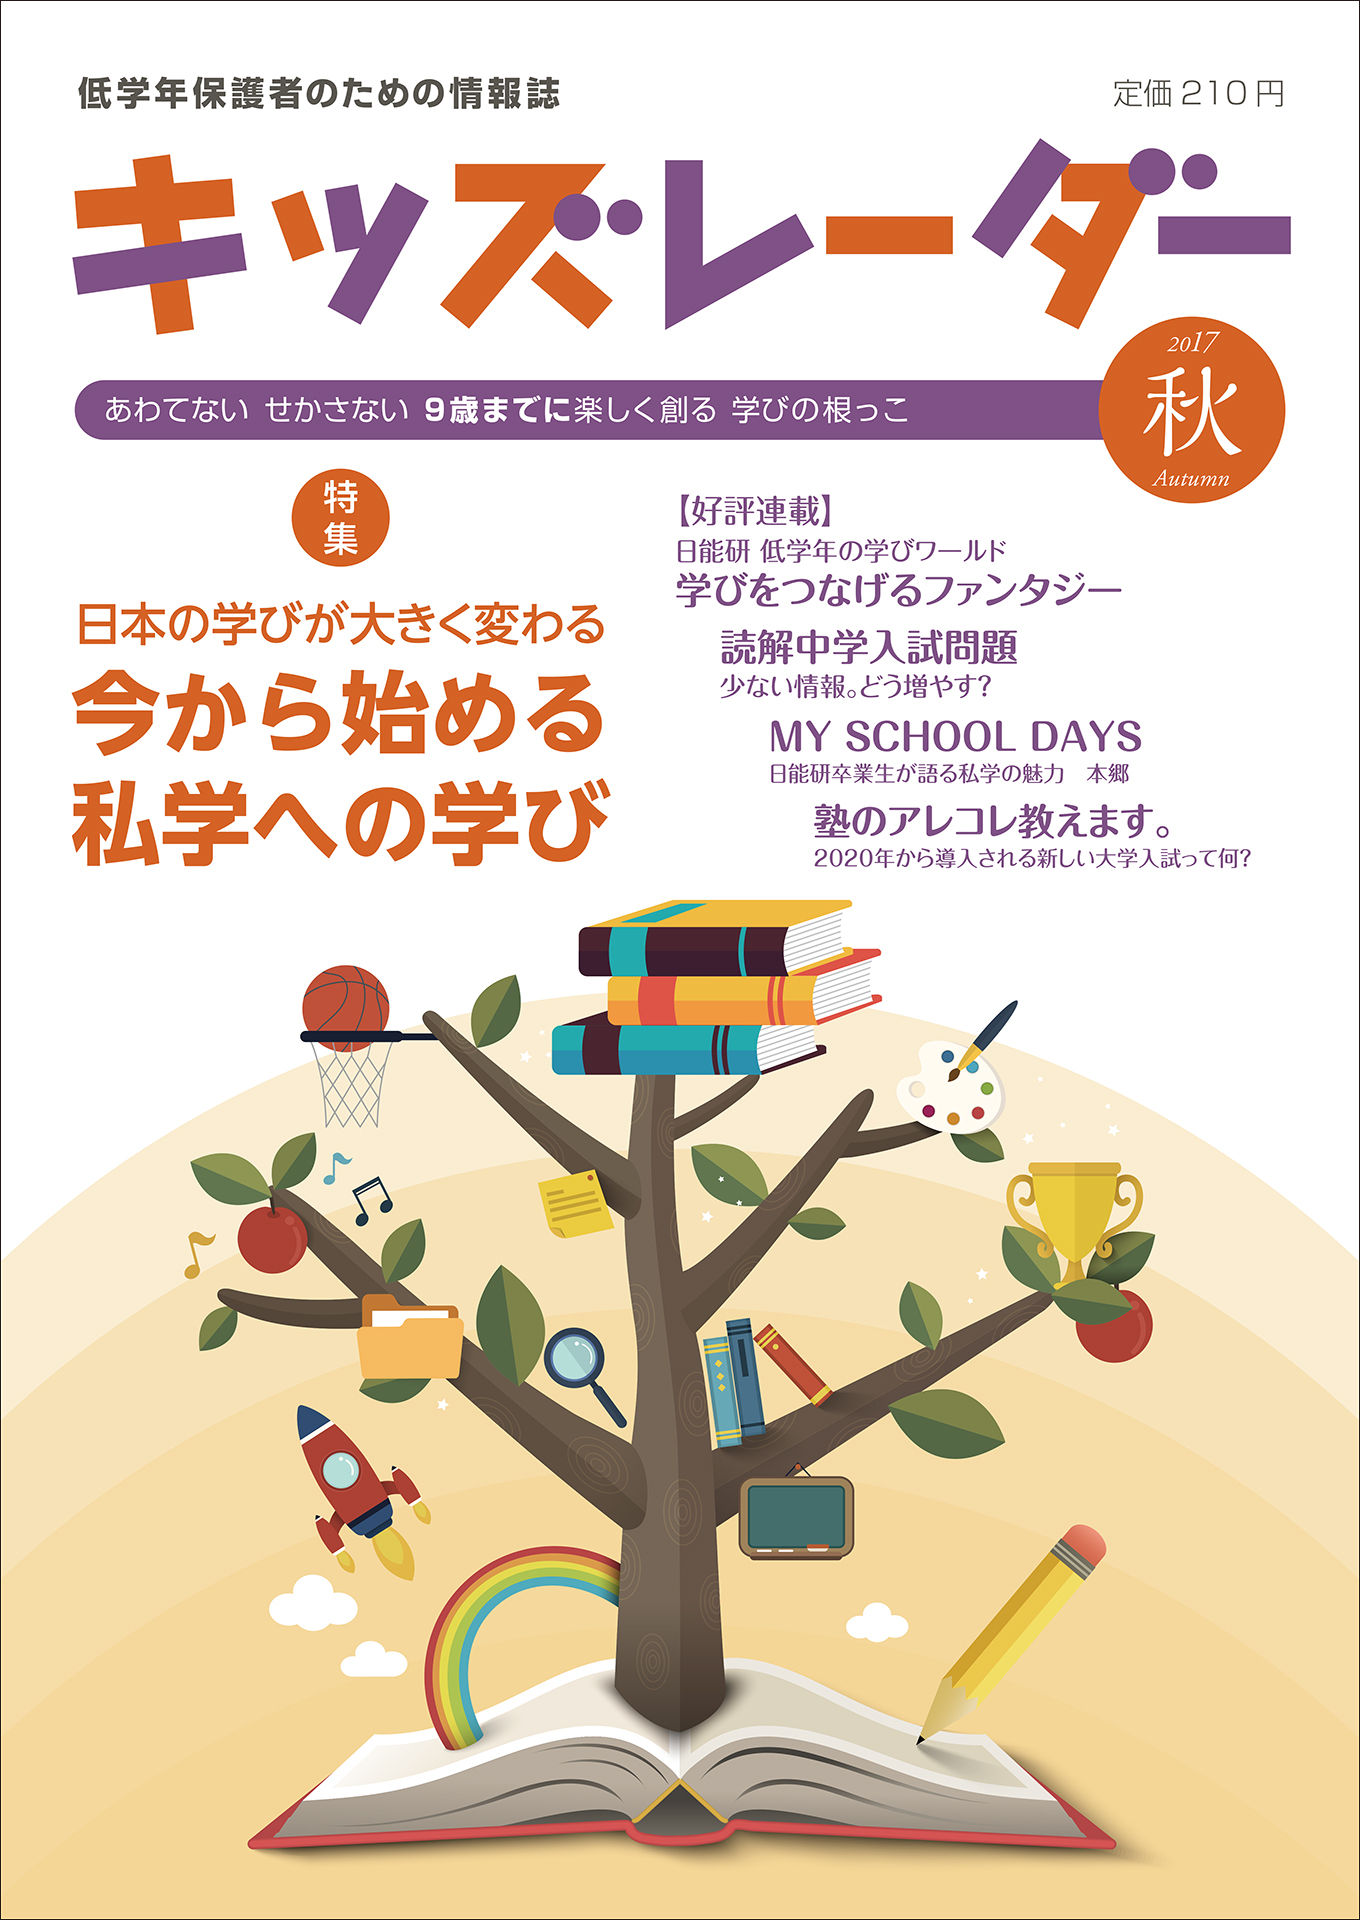 低学年保護者のための情報誌
定価 210 円
キッズレーダー
2017
秋
Autumn
あわてない せかさない 9歳までに楽しく創る 学びの根っこ
特
集
日本の学びが大きく変わる
今から始める
私学への学び
【好評連載】
日能研 低学年の学びワールド
学びをつなげるファンタジー
読解中学入試問題
少ない情報。どう増やす?
MY SCHOOL DAYS
日能研卒業生が語る私学の魅力　本郷
塾のアレコレ教えます。
2020年から導入される新しい大学入試って何?